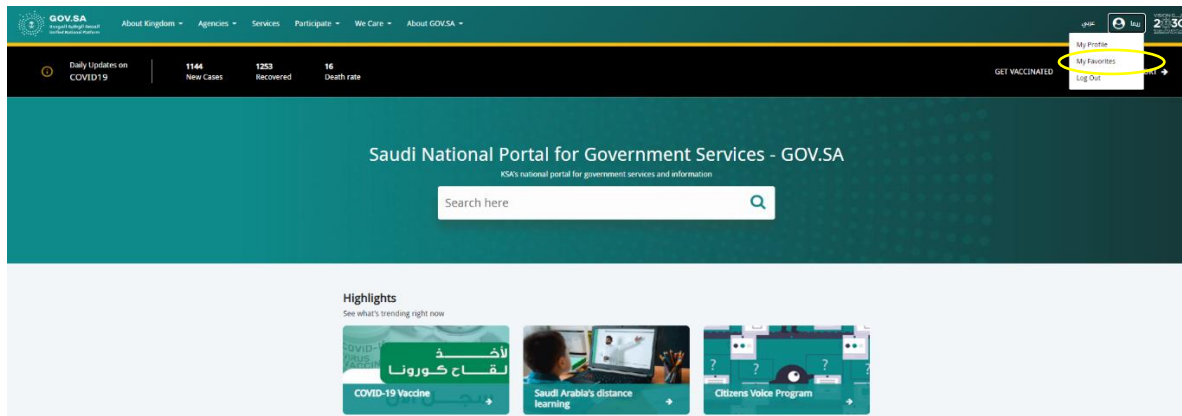 GOV.SA
About Kingdom
Agencies
Services
Participate
We Care
About GOV.SA
عربي
ريما
My Profile
My Favorites
Log Out
Daily Updates on
COVID19
1144
New Cases
1253
Recovered
16
Death rate
GET VACCINATED
Saudi National Portal for Government Services - GOV.SA
KSA's national portal for government services and information
Search here
Highlights
See what's trending right now
الأخذ
لقاح كورونا
COVID-19 Vaccine
Saudi Arabia's distance
learning
Citizens Voice Program